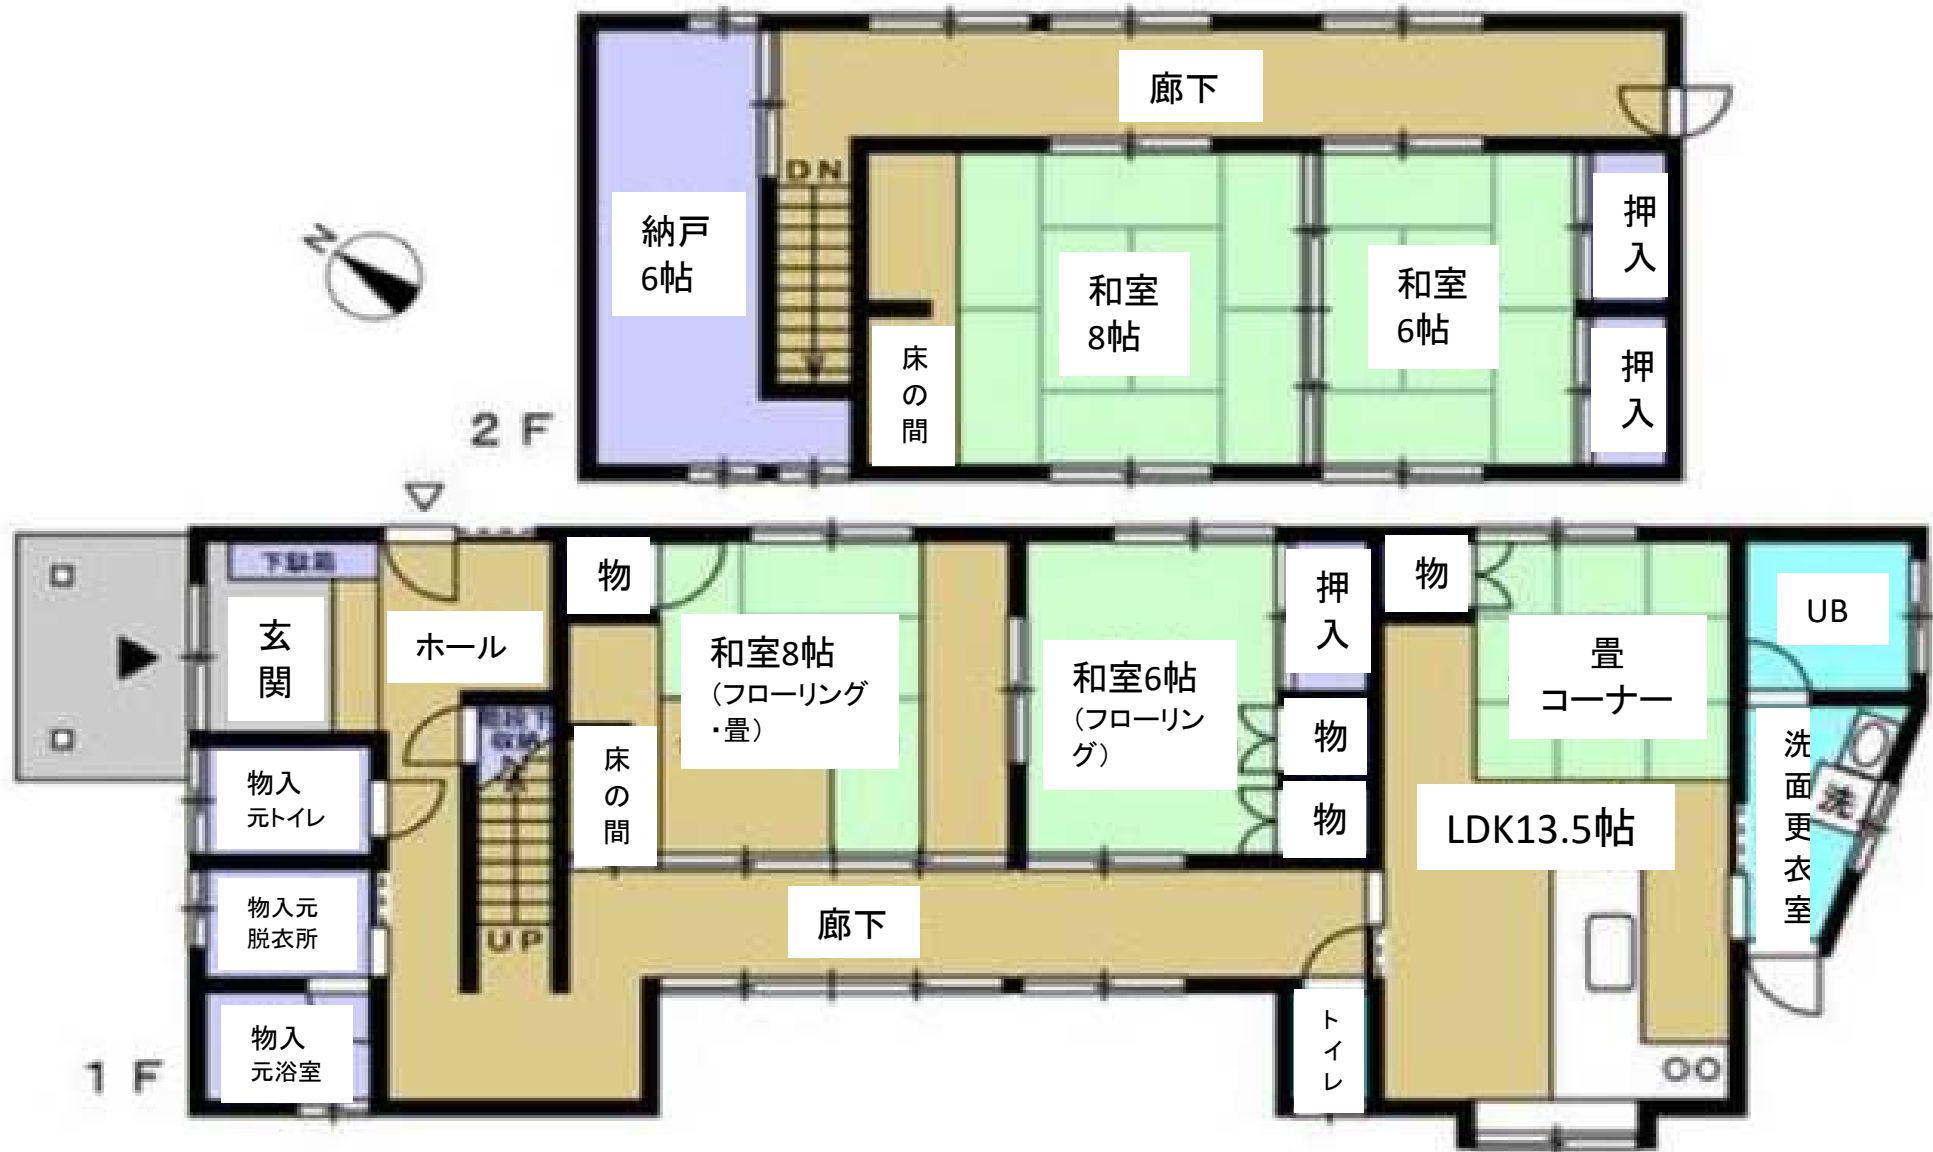 廊下
DN
納戸
6帖
和室
8帖
和室
6帖
押入
押入
床の間
N
2F
下駄箱
玄関
ホール
物
和室8帖
（フローリング
・畳）
和室6帖
（フローリン
グ）
押入
物
畳
コーナー
UB
階段下
収納
床の間
物
物
洗面更衣室
洗
物入
元トイレ
LDK13.5帖
物入元
脱衣所
UP
廊下
物入
元浴室
トイレ
1F